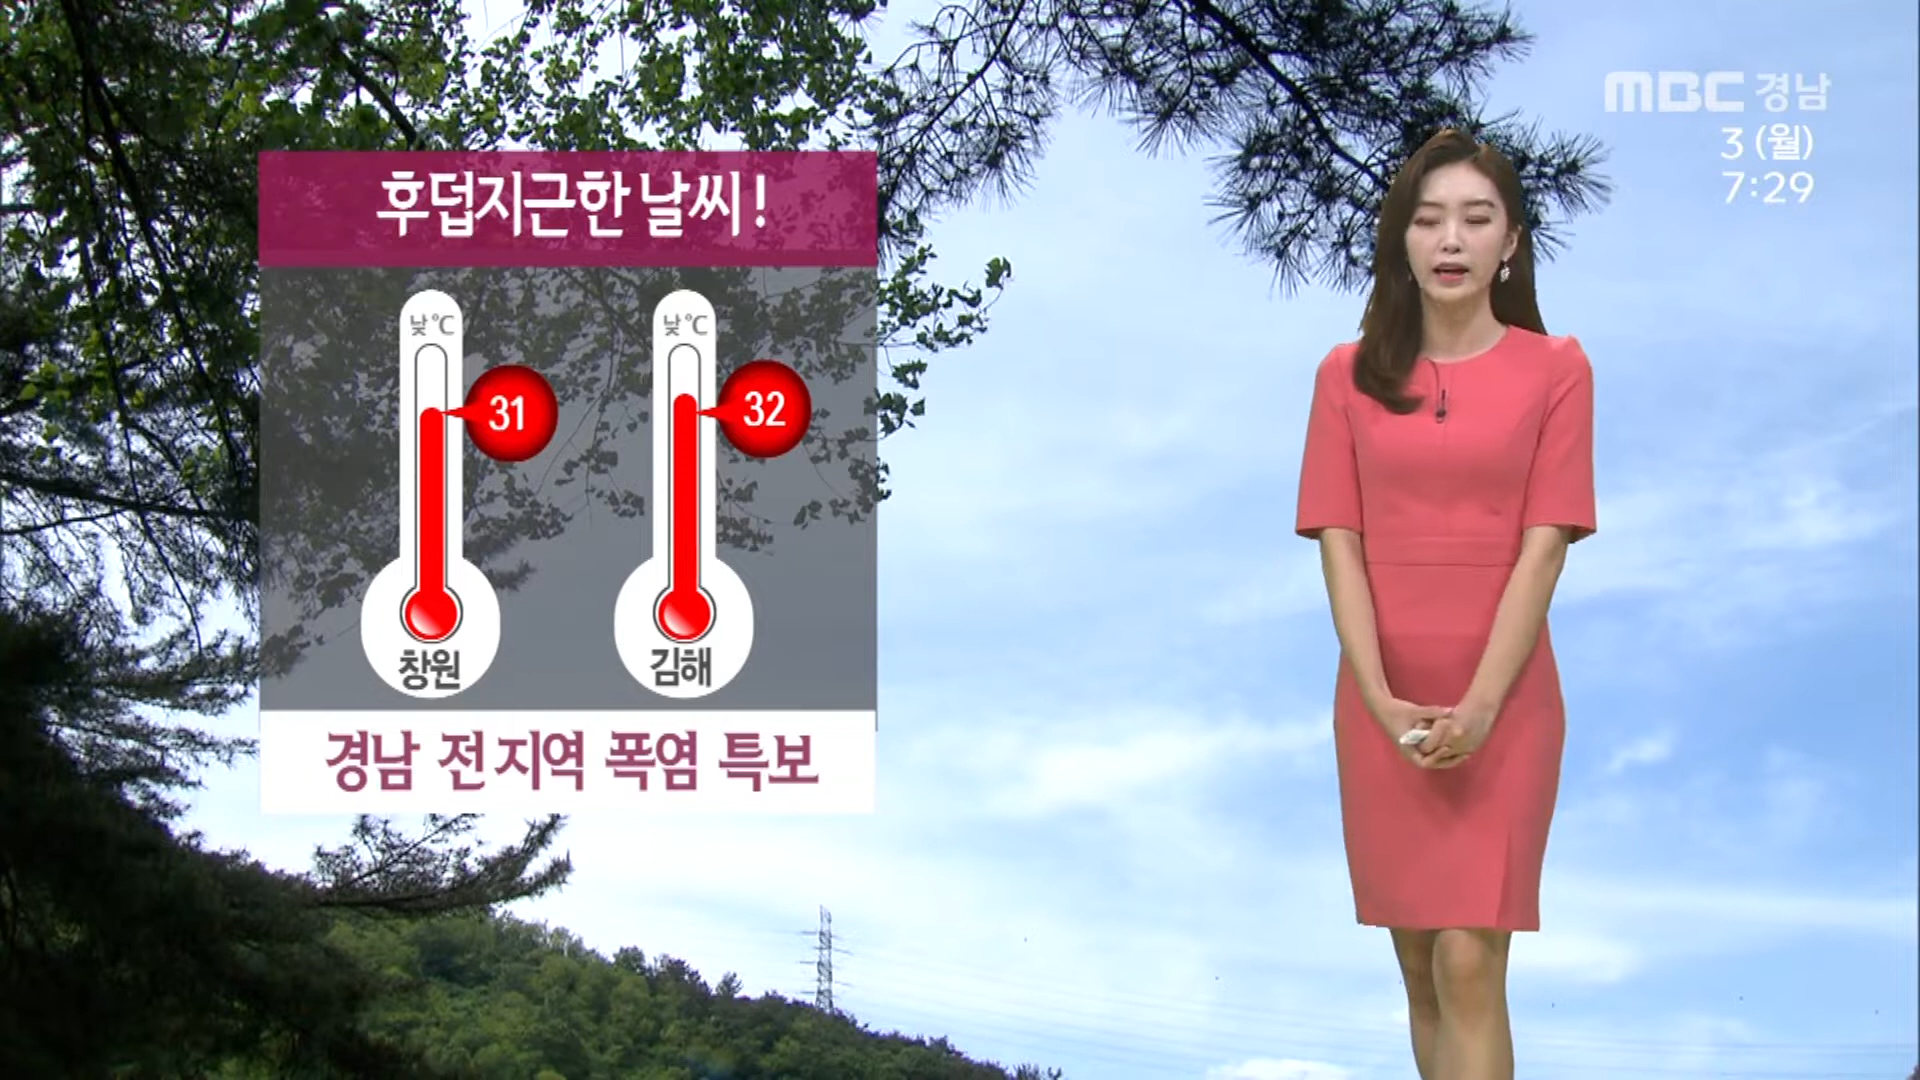 후덥지근한 날씨!
낮 ℃
낮 ℃
31
32
창원
김해
경남 전 지역 폭염 특보
MBC 경남
3 (월)
7:29